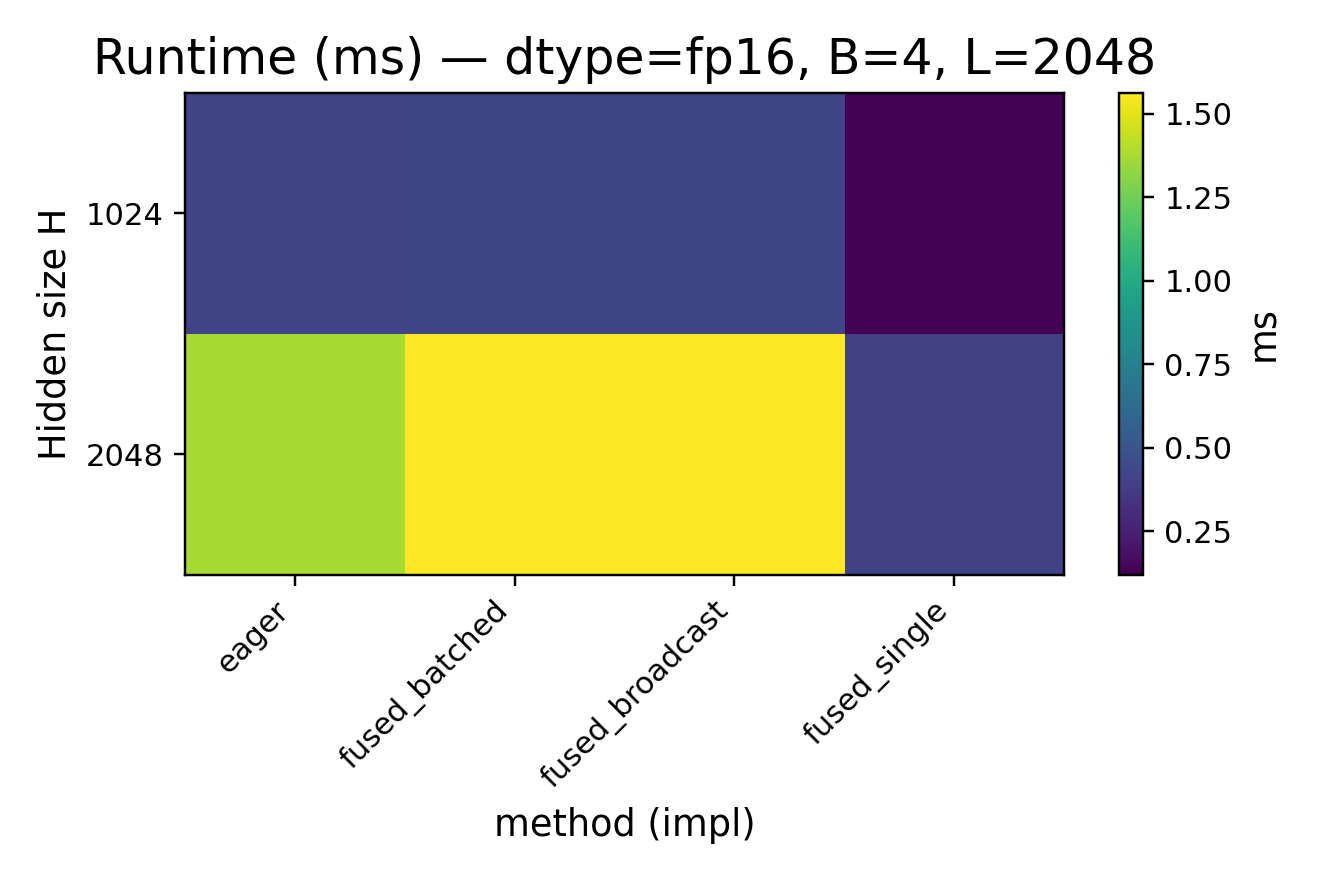 Runtime (ms) — dtype=fp16, B=4, L=2048
Hidden size H
1024
2048
eager
fused_batched
fused_broadcast
fused_single
method (impl)
1.50
1.25
1.00
0.75
0.50
0.25
ms